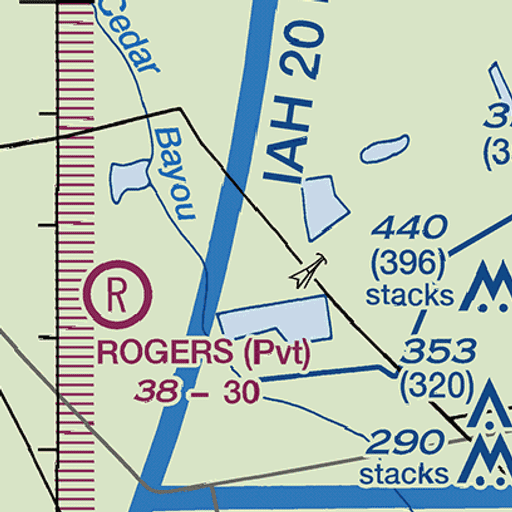 Cedar
Bayou
IAH 20
440
(396)
stacks
R
ROGERS (Pvt)
38 - 30
353
(320)
290
stacks